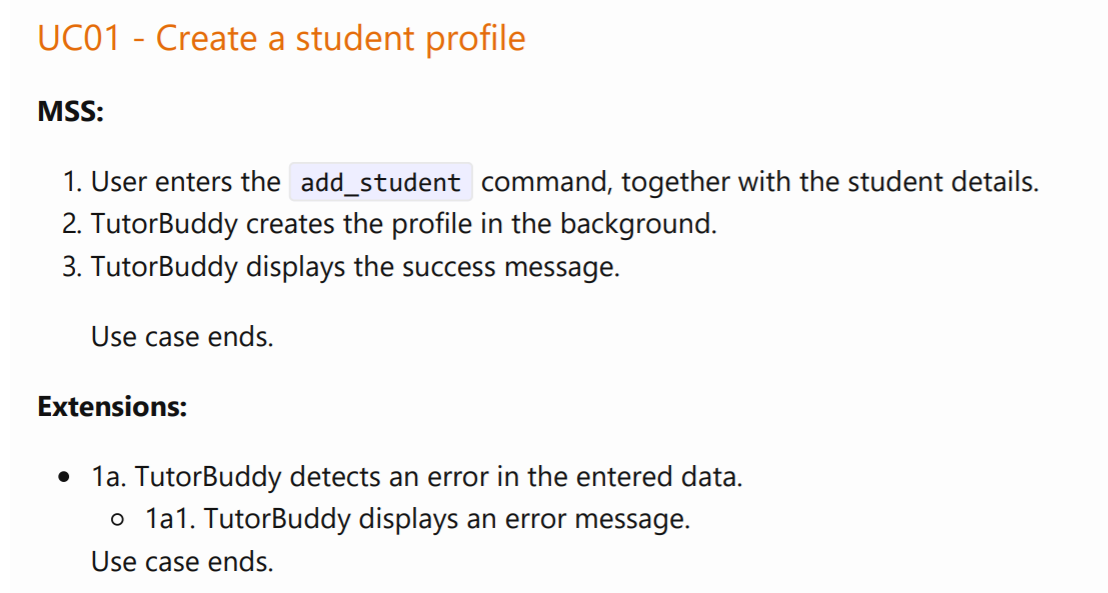 UC01 - Create a student profile
MSS:
1. User enters the add_student command, together with the student details.
2. TutorBuddy creates the profile in the background.
3. TutorBuddy displays the success message.
Use case ends.
Extensions:
• 1a. TutorBuddy detects an error in the entered data.
○ 1a1. TutorBuddy displays an error message.
Use case ends.